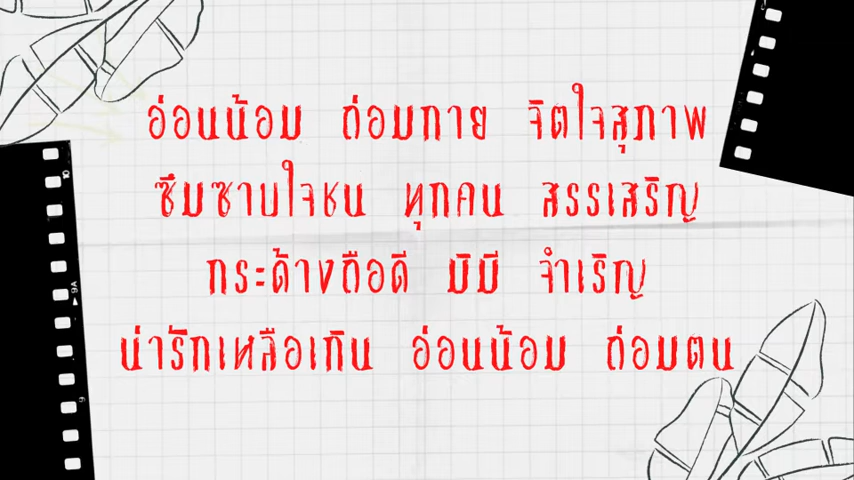 อ่อนน้อม ถ่อมกาย จิตใจสุภาพ
ซึมซาบใจชน ทุกคน สรรเสริญ
กระด้างถือดี มิมี จำเริญ
น่ารักเหลือเกิน อ่อนน้อม ถ่อมตน